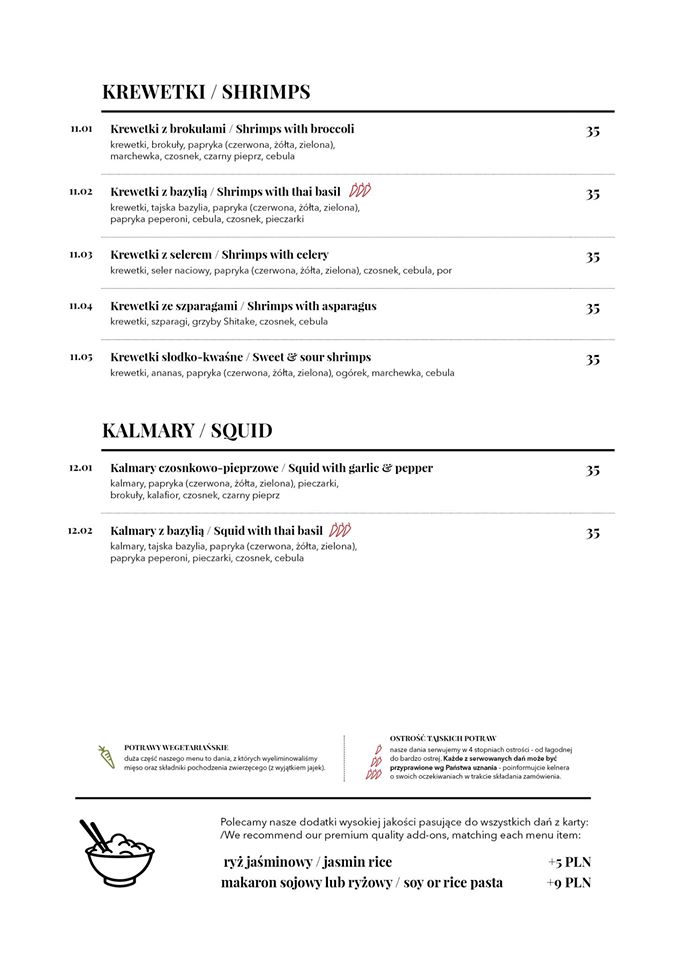 KREWETKI / SHRIMPS
11.01 Krewetki z brokułami / Shrimps with broccoli 35
krewetki, brokuły, papryka (czerwona, żółta, zielona),
marchewka, czosnek, czarny pieprz, cebula
11.02 Krewetki z bazylią / Shrimps with thai basil 35
krewetki, tajska bazylia, papryka (czerwona, żółta, zielona),
papryka peperoni, cebula, czosnek, pieczarki
11.03 Krewetki z selerem / Shrimps with celery 35
krewetki, seler naciowy, papryka (czerwona, żółta, zielona), czosnek, cebula, por
11.04 Krewetki ze szparagami / Shrimps with asparagus 35
krewetki, szparagi, grzyby Shitake, czosnek, cebula
11.05 Krewetki słodko-kwaśne / Sweet & sour shrimps 35
krewetki, ananas, papryka (czerwona, żółta, zielona), ogórek, marchewka, cebula
KALMARY / SQUID
12.01 Kalmary czosnkowo-pieprzowe / Squid with garlic & pepper 35
kalmary, papryka (czerwona, żółta, zielona), pieczarki,
brokuły, kalafior, czosnek, czarny pieprz
12.02 Kalmary z bazylią / Squid with thai basil 35
kalmary, tajska bazylia, papryka (czerwona, żółta, zielona),
papryka peperoni, pieczarki, czosnek, cebula
POTRAWY WEGETARIAŃSKIE
duża część naszego menu to dania, z których wyeliminowaliśmy
mięso oraz składniki pochodzenia zwierzęcego (z wyjątkiem jajek).
OSTROŚĆ TAJSKICH POTRAW
nasze dania serwujemy w 4 stopniach ostrości - od łagodnej
do bardzo ostrej. Każde z serwowanych dań może być
przyprawione wg Państwa uznania - poinformujcie kelnera
o swoich oczekiwaniach w trakcie składania zamówienia.
Polecamy nasze dodatki wysokiej jakości pasujące do wszystkich dań z karty:
/We recommend our premium quality add-ons, matching each menu item:
ryż jaśminowy / jasmin rice +5 PLN
makaron sojowy lub ryżowy / soy or rice pasta +9 PLN